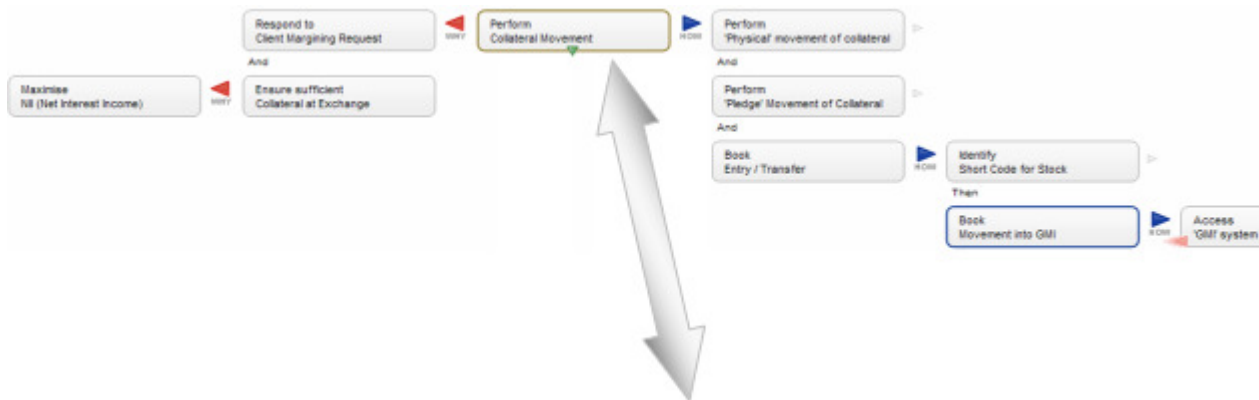 Respond to
Client Margining Request
WHY
Perform
Collateral Movement
HOW
Perform
'Physical' movement of collateral
And
And
Maximise
NII (Net Interest Income)
WHY
Ensure sufficient
Collateral at Exchange
Perform
'Pledge' Movement of Collateral
And
Book
Entry / Transfer
HOW
Identify
Short Code for Stock
Then
Book
Movement into GMI
HOW
Access
'GMI' system